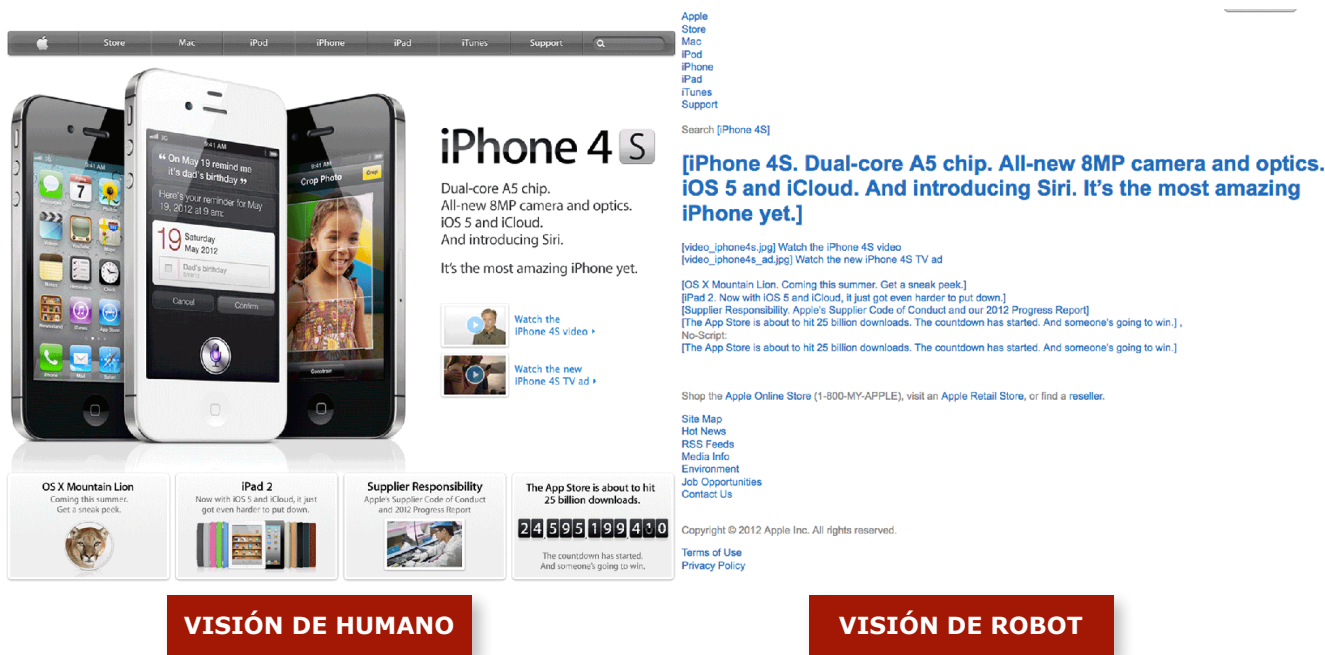 Store
Mac
iPod
iPhone
iPad
iTunes
Support
iPhone 4S
Dual-core A5 chip.
All-new 8MP camera and optics.
iOS 5 and iCloud.
And introducing Siri.
It's the most amazing iPhone yet.
Watch the
iPhone 4S video
Watch the new
iPhone 4S TV ad
3G
9:41 AM
Tuesday
7
9:41 AM
“ On May 19 remind me
it's dad's birthday ”
Here's your reminder for May
19, 2012 at 9 am:
19 Saturday
May 2012
Dad's birthday
Cancel
Confirm
9:41 AM
Crop Photo
Crop
Constrain
OS X Mountain Lion
Coming this summer.
Get a sneak peek.
iPad 2
Now with iOS 5 and iCloud, it just
got even harder to put down.
Supplier Responsibility
Apple's Supplier Code of Conduct
and 2012 Progress Report
The App Store is about to hit
25 billion downloads.
24,595,199,410
The countdown has started.
And someone's going to win.
VISIÓN DE HUMANO
Apple
Store
Mac
iPod
iPhone
iPad
iTunes
Support
Search [iPhone 4S]
[iPhone 4S. Dual-core A5 chip. All-new 8MP camera and optics.
iOS 5 and iCloud. And introducing Siri. It’s the most amazing
iPhone yet.]
[video_iphone4s.jpg] Watch the iPhone 4S video
[video_iphone4s_ad.jpg] Watch the new iPhone 4S TV ad
[OS X Mountain Lion. Coming this summer. Get a sneak peek.]
[iPad 2. Now with iOS 5 and iCloud, it just got even harder to put down.]
[Supplier Responsibility. Apple's Supplier Code of Conduct and our 2012 Progress Report]
[The App Store is about to hit 25 billion downloads. The countdown has started. And someone's going to win.] ,
No-Script:
[The App Store is about to hit 25 billion downloads. The countdown has started. And someone's going to win.]
Shop the Apple Online Store (1-800-MY-APPLE), visit an Apple Retail Store, or find a reseller.
Site Map
Hot News
RSS Feeds
Media Info
Environment
Job Opportunities
Contact Us
Copyright © 2012 Apple Inc. All rights reserved.
Terms of Use
Privacy Policy
VISIÓN DE ROBOT